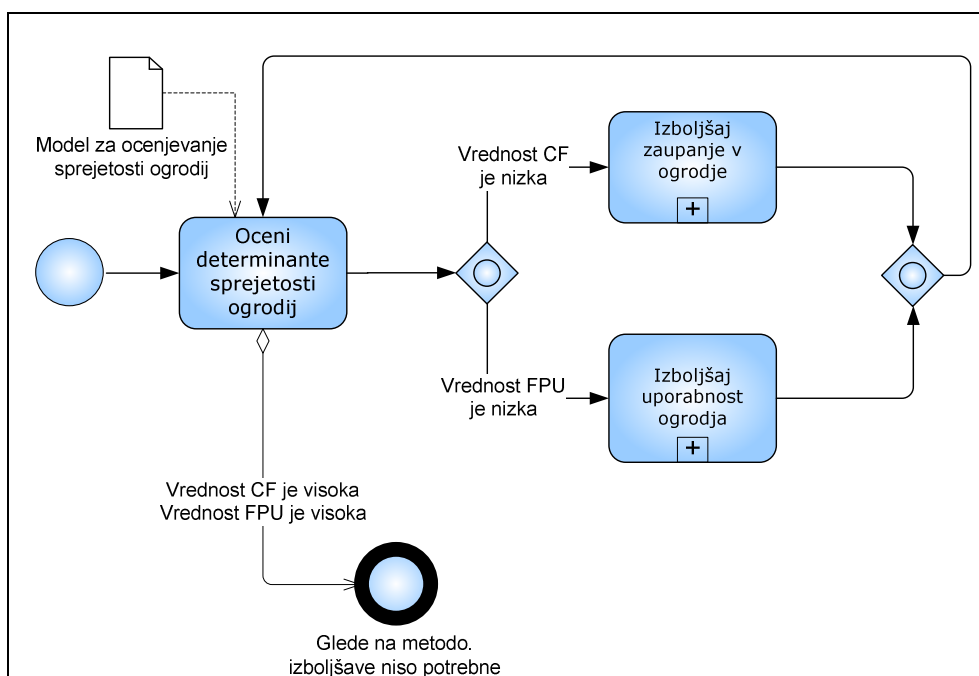 Model za ocenjevanje
sprejetosti ogrodij
Oceni
determinante
sprejetosti
ogrodij
Vrednost CF
je nizka
Izboljšaj
zaupanje v
ogrodje
Vrednost FPU
je nizka
Izboljšaj
uporabnost
ogrodja
Vrednost CF je visoka
Vrednost FPU je visoka
Glede na metodo.
izboljšave niso potrebne